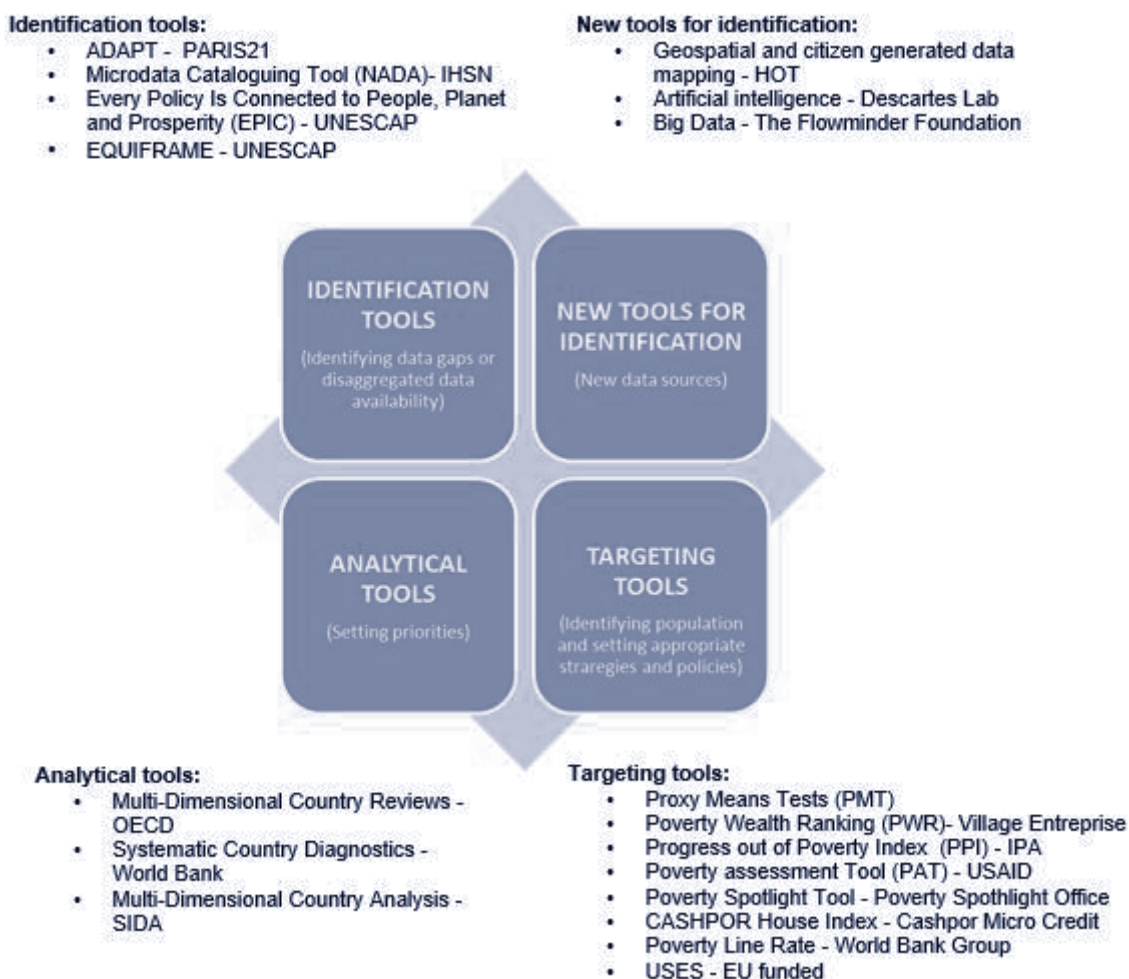 Identification tools:
• ADAPT - PARIS21
• Microdata Cataloguing Tool (NADA)- IHSN
• Every Policy Is Connected to People, Planet
and Prosperity (EPIC) - UNESCAP
• EQUIFRAME - UNESCAP
New tools for identification:
• Geospatial and citizen generated data
mapping - HOT
• Artificial intelligence - Descartes Lab
• Big Data - The Flowminder Foundation
IDENTIFICATION
TOOLS
(Identifying data gaps or
disaggregated data
availability)
NEW TOOLS FOR
IDENTIFICATION
(New data sources)
ANALYTICAL
TOOLS
(Setting priorities)
TARGETING
TOOLS
(Identifying population
and setting appropriate
straregies and policies)
Analytical tools:
• Multi-Dimensional Country Reviews -
OECD
• Systematic Country Diagnostics -
World Bank
• Multi-Dimensional Country Analysis -
SIDA
Targeting tools:
• Proxy Means Tests (PMT)
• Poverty Wealth Ranking (PWR)- Village Entreprise
• Progress out of Poverty Index (PPI) - IPA
• Poverty assessment Tool (PAT) - USAID
• Poverty Spotlight Tool - Poverty Spothlight Office
• CASHPOR House Index - Cashpor Micro Credit
• Poverty Line Rate - World Bank Group
• USES - EU funded